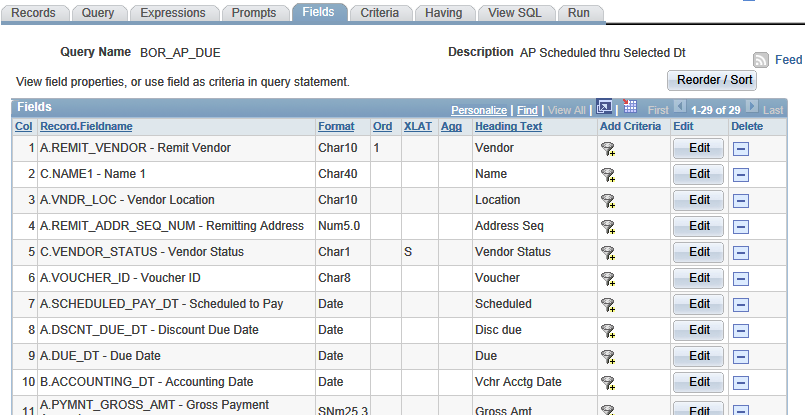 Records Query Expressions Prompts Fields Criteria Having View SQL Run
Query Name BOR_AP_DUE Description AP Scheduled thru Selected Dt
Feed
View field properties, or use field as criteria in query statement. Reorder / Sort
Fields Personalize | Find | View All | | First 1-29 of 29 Last
Col Record.Fieldname Format Ord XLAT Agg Heading Text Add Criteria Edit Delete
1 A.REMIT_VENDOR - Remit Vendor Char10 1 Vendor Edit
2 C.NAME1 - Name 1 Char40 Name Edit
3 A.VNDR_LOC - Vendor Location Char10 Location Edit
4 A.REMIT_ADDR_SEQ_NUM - Remitting Address Num5.0 Address Seq Edit
5 C.VENDOR_STATUS - Vendor Status Char1 S Vendor Status Edit
6 A.VOUCHER_ID - Voucher ID Char8 Voucher Edit
7 A.SCHEDULED_PAY_DT - Scheduled to Pay Date Scheduled Edit
8 A.DSCNT_DUE_DT - Discount Due Date Date Disc due Edit
9 A.DUE_DT - Due Date Date Due Edit
10 B.ACCOUNTING_DT - Accounting Date Date Vchr Acctg Date Edit
11 A.PYMNT_GROSS_AMT - Gross Payment SNm25.3 Gross Amt Edit